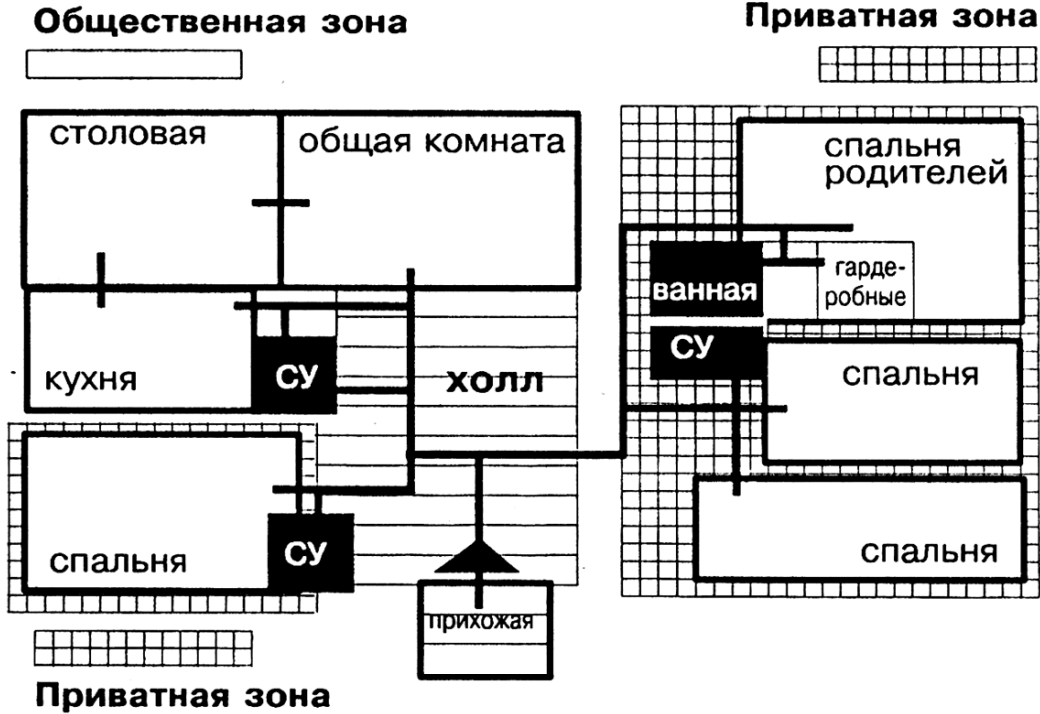 Общественная зона
Приватная зона
столовая
общая комната
спальня
родителей
ванная
гарде-
робные
СУ
кухня
СУ
холл
спальня
спальня
СУ
спальня
прихожая
Приватная зона